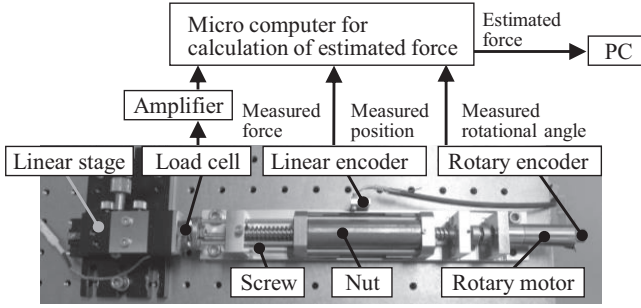 Micro computer for
calculation of estimated force
Estimated
force
PC
Amplifier
Measured
force
Measured
position
Measured
rotational angle
Linear stage
Load cell
Linear encoder
Rotary encoder
Screw
Nut
Rotary motor